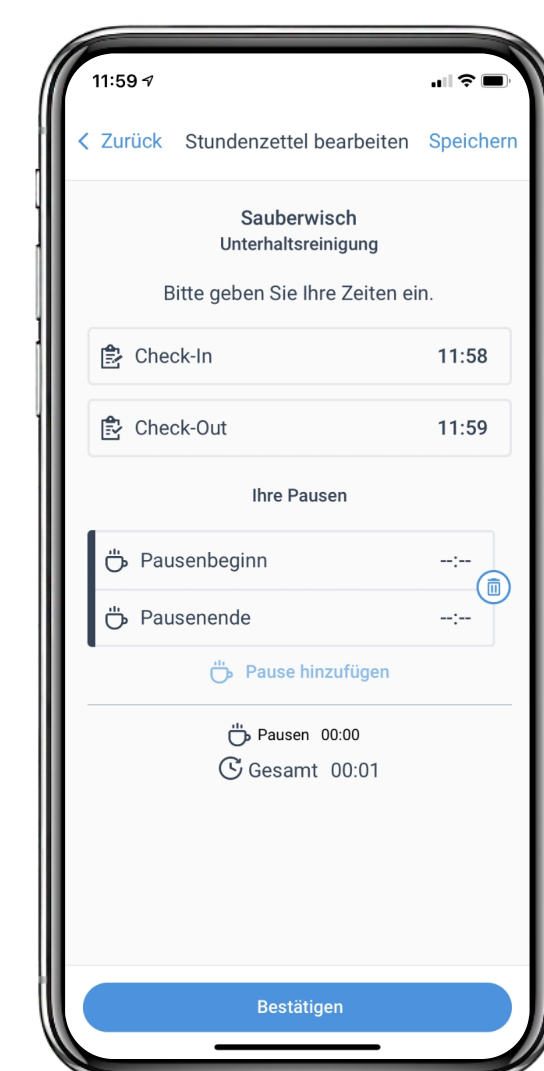 11:59
Zurück Stundenzettel bearbeiten Speichern
Sauberwisch
Unterhaltsreinigung
Bitte geben Sie Ihre Zeiten ein.
Check-In 11:58
Check-Out 11:59
Ihre Pausen
Pausenbeginn --:--
Pausenende --:--
Pause hinzufügen
Pausen 00:00
Gesamt 00:01
Bestätigen